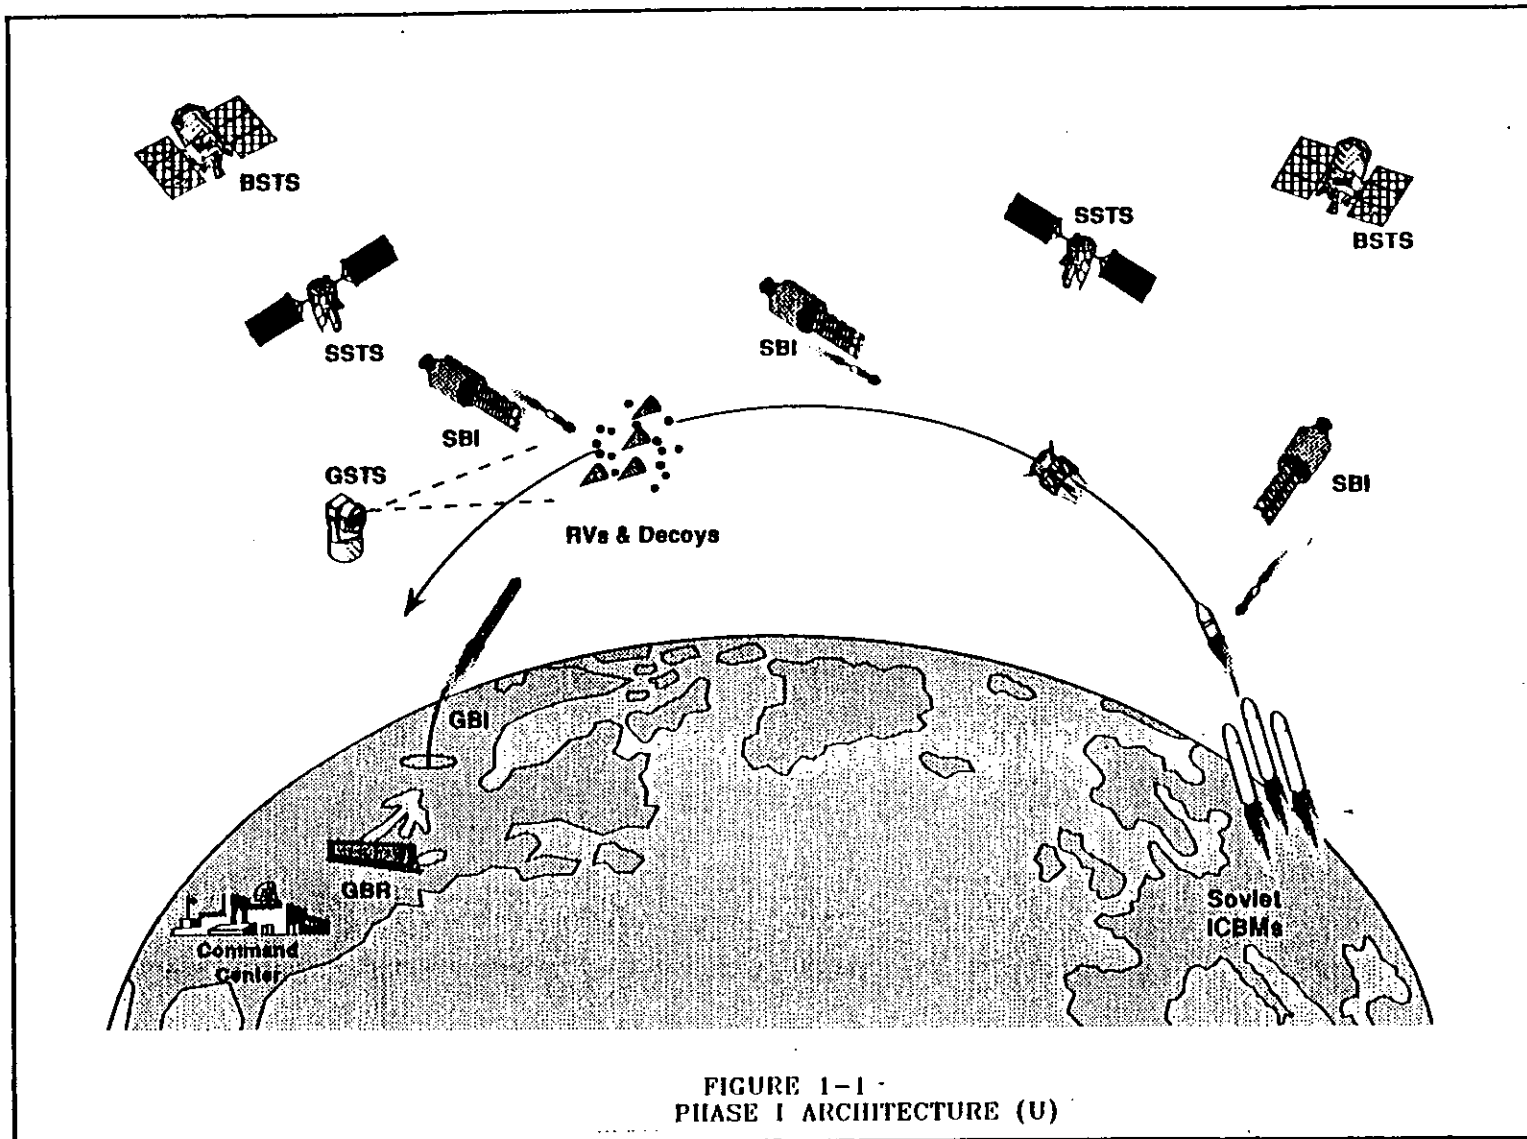 BSTS
SSTS
BSTS
SSTS
SBI
SBI
SBI
GSTS
RVs & Decoys
GBI
GBR
Soviet
ICBMs
Command
Center
FIGURE 1-1
PHASE I ARCHITECTURE (U)